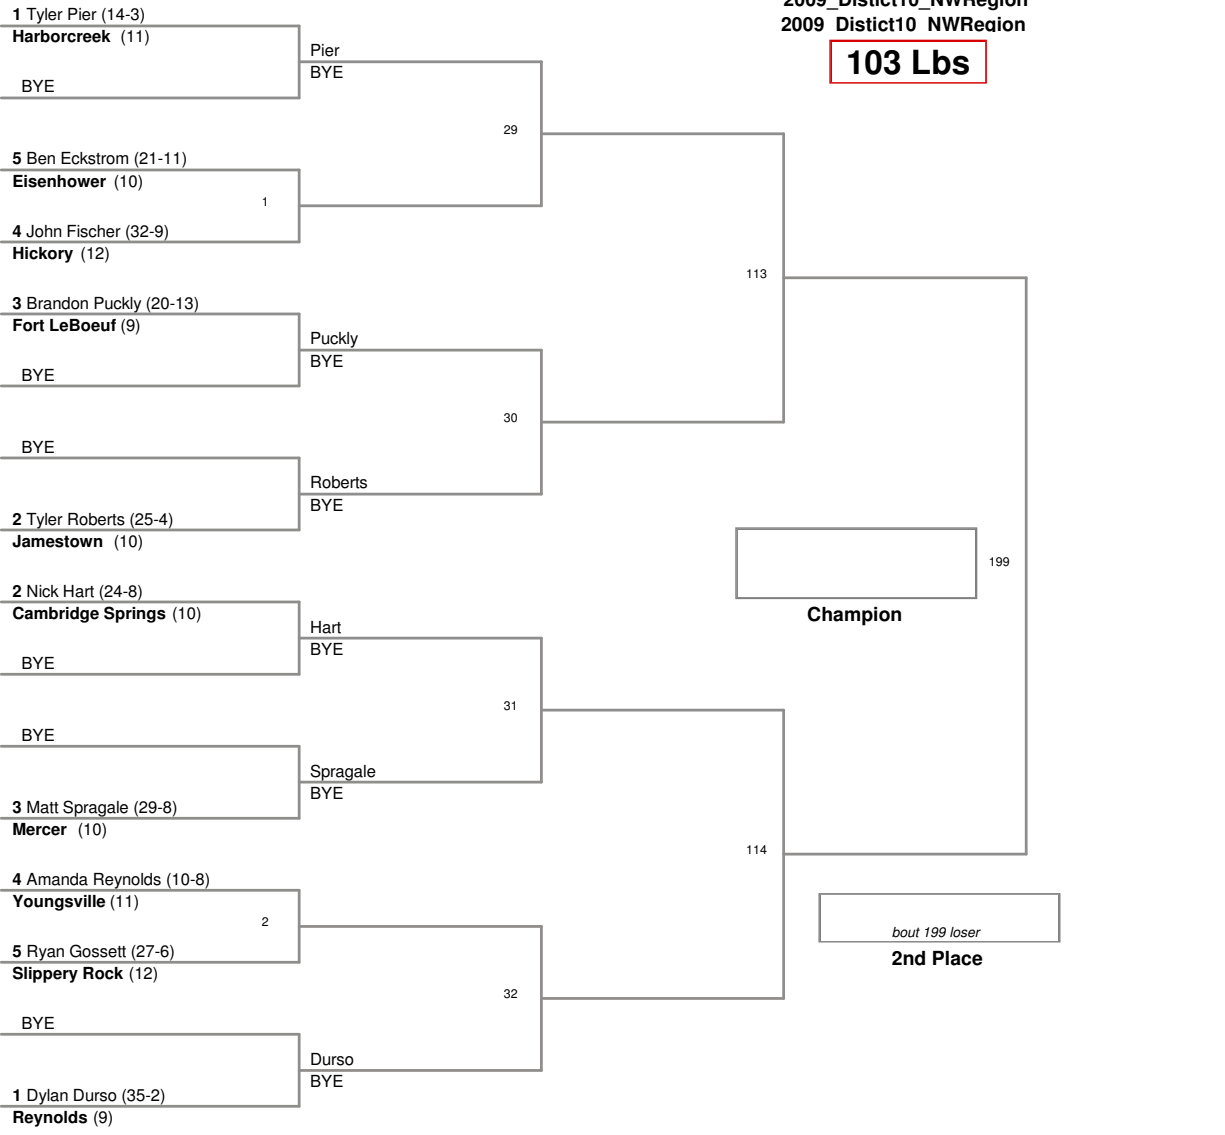 2009_Distict10_NWRegion
2009_Distict10_NWRegion
103 Lbs
1 Tyler Pier (14-3)
Harborcreek (11)
Pier
BYE
BYE
29
5 Ben Eckstrom (21-11)
Eisenhower (10)
1
4 John Fischer (32-9)
Hickory (12)
113
3 Brandon Puckly (20-13)
Fort LeBoeuf (9)
Puckly
BYE
BYE
30
BYE
Roberts
BYE
2 Tyler Roberts (25-4)
Jamestown (10)
199
Champion
2 Nick Hart (24-8)
Cambridge Springs (10)
Hart
BYE
BYE
31
BYE
Spragale
BYE
3 Matt Spragale (29-8)
Mercer (10)
114
4 Amanda Reynolds (10-8)
Youngsville (11)
2
5 Ryan Gossett (27-6)
Slippery Rock (12)
bout 199 loser
2nd Place
32
BYE
Durso
BYE
1 Dylan Durso (35-2)
Reynolds (9)